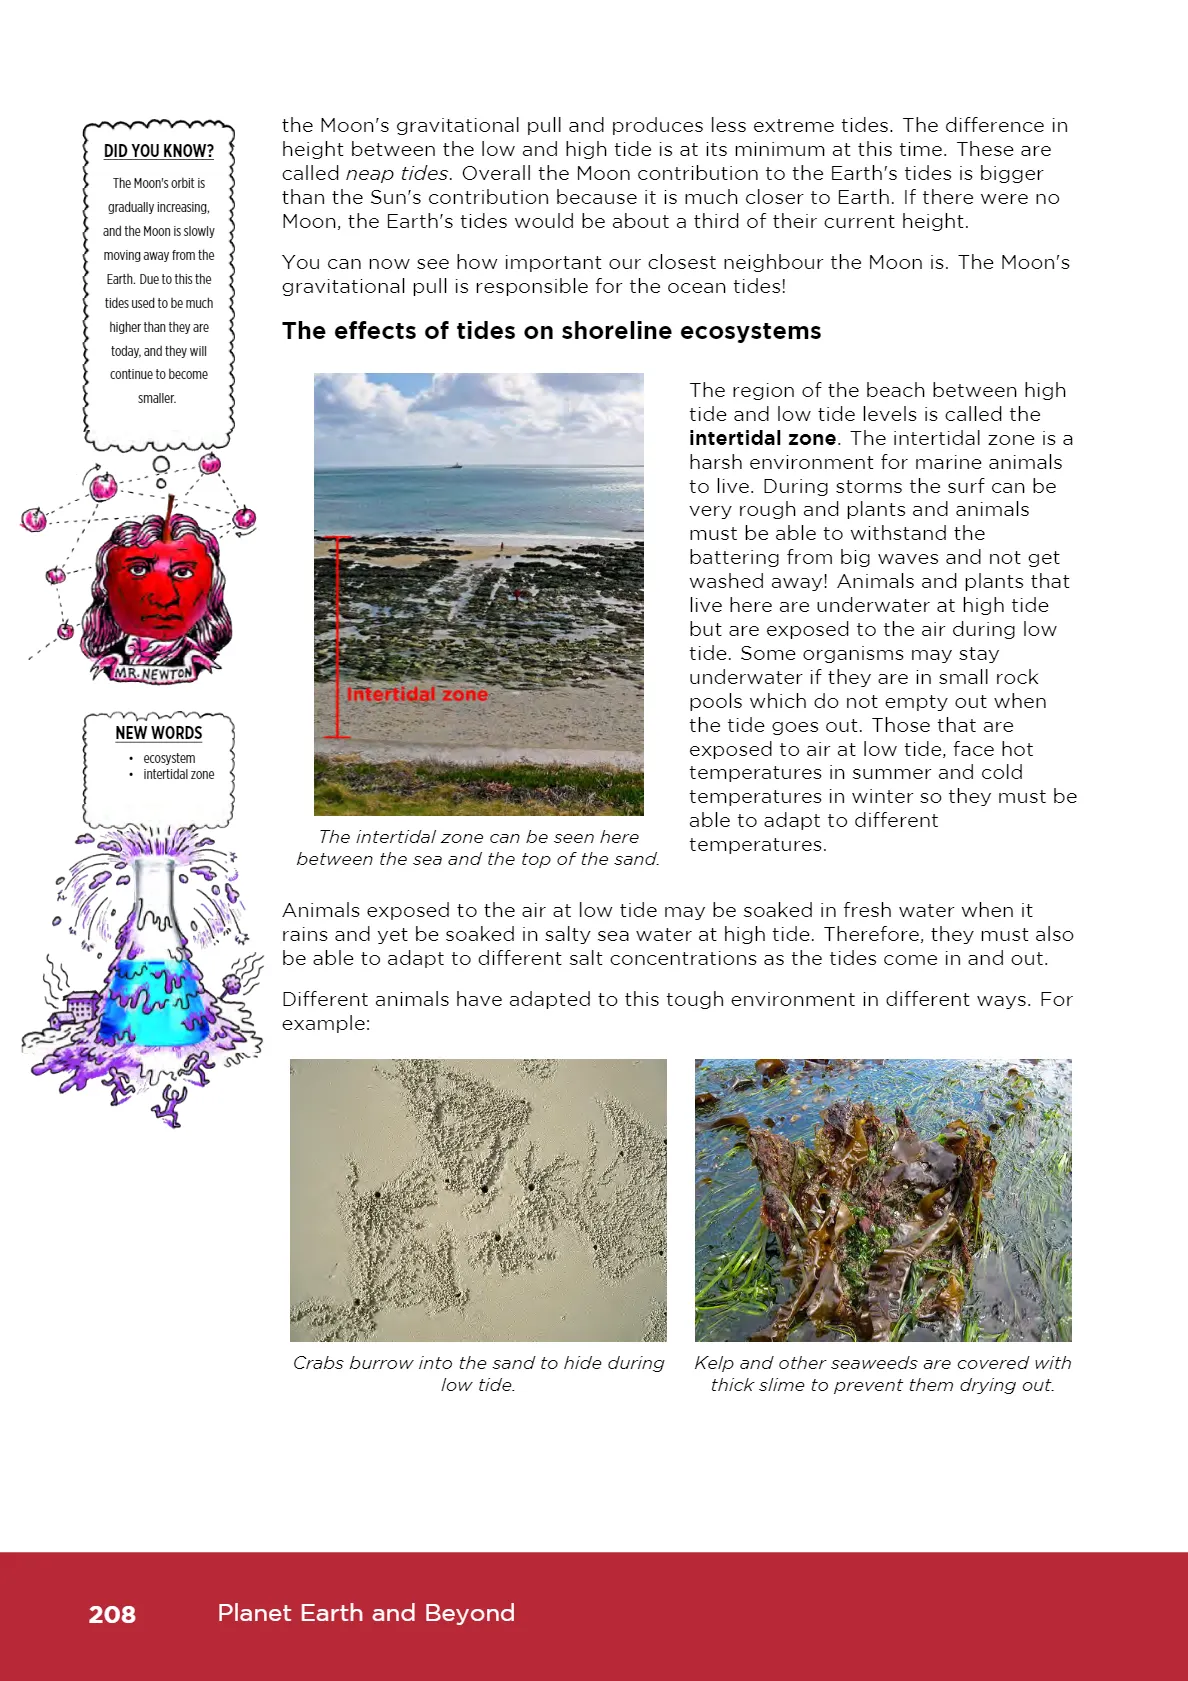 DID YOU KNOW?
The Moon's orbit is
gradually increasing,
and the Moon is slowly
moving away from the
Earth. Due to this the
tides used to be much
higher than they are
today, and they will
continue to become
smaller.
MR. NEWTON
NEW WORDS
• ecosystem
• intertidal zone
the Moon's gravitational pull and produces less extreme tides. The difference in
height between the low and high tide is at its minimum at this time. These are
called neap tides. Overall the Moon contribution to the Earth's tides is bigger
than the Sun's contribution because it is much closer to Earth. If there were no
Moon, the Earth's tides would be about a third of their current height.
You can now see how important our closest neighbour the Moon is. The Moon's
gravitational pull is responsible for the ocean tides!
The effects of tides on shoreline ecosystems
Intertidal zone
The intertidal zone can be seen here
between the sea and the top of the sand.
The region of the beach between high
tide and low tide levels is called the
intertidal zone. The intertidal zone is a
harsh environment for marine animals
to live. During storms the surf can be
very rough and plants and animals
must be able to withstand the
battering from big waves and not get
washed away! Animals and plants that
live here are underwater at high tide
but are exposed to the air during low
tide. Some organisms may stay
underwater if they are in small rock
pools which do not empty out when
the tide goes out. Those that are
exposed to air at low tide, face hot
temperatures in summer and cold
temperatures in winter so they must be
able to adapt to different
temperatures.
Animals exposed to the air at low tide may be soaked in fresh water when it
rains and yet be soaked in salty sea water at high tide. Therefore, they must also
be able to adapt to different salt concentrations as the tides come in and out.
Different animals have adapted to this tough environment in different ways. For
example:
Crabs burrow into the sand to hide during
low tide.
Kelp and other seaweeds are covered with
thick slime to prevent them drying out.
208
Planet Earth and Beyond